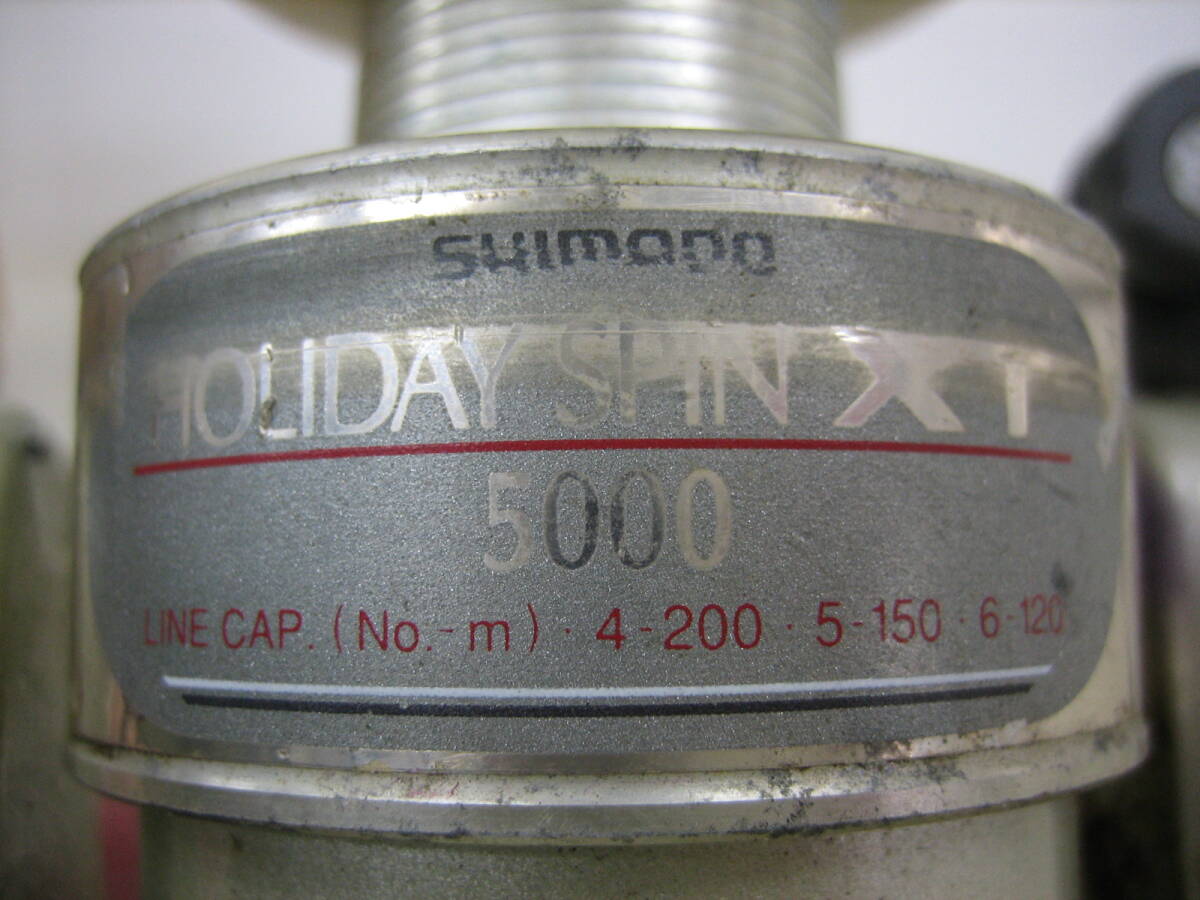 SHIMANO
HOLIDAY SPIN XT
5000
LINE CAP. (No.-m) · 4-200 · 5-150 · 6-120